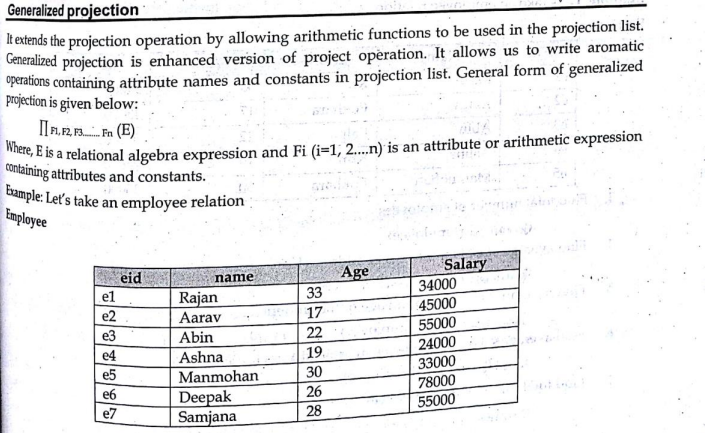 Generalized projection
It extends the projection operation by allowing arithmetic functions to be used in the projection list.
Generalized projection is enhanced version of project operation. It allows us to write aromatic
operations containing attribute names and constants in projection list. General form of generalized
projection is given below:
∏ F1, F2, F3....... Fn (E)
Where, E is a relational algebra expression and Fi (i=1, 2....n) is an attribute or arithmetic expression
containing attributes and constants.
Example: Let's take an employee relation
Employee
eid name Age Salary
e1 Rajan 33 34000
e2 Aarav 17 45000
e3 Abin 22 55000
e4 Ashna 19 24000
e5 Manmohan 30 33000
e6 Deepak 26 78000
e7 Samjana 28 55000